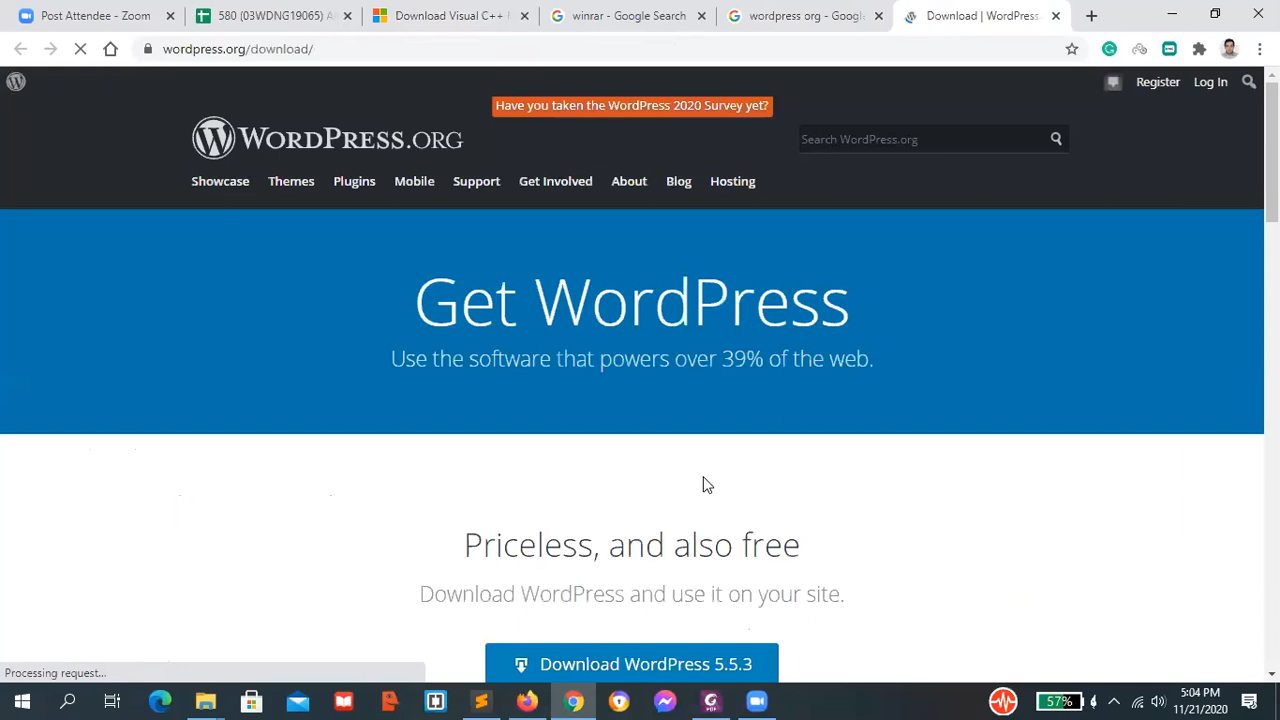 Post Attendee - Zoom
580 (03WDNG19065) A
Download Visual C++
winrar - Google Search
wordpress org - Google
Download | WordPress
wordpress.org/download/
Register
Log In
Have you taken the WordPress 2020 Survey yet?
WORDPRESS.ORG
Search WordPress.org
Showcase
Themes
Plugins
Mobile
Support
Get Involved
About
Blog
Hosting
Get WordPress
Use the software that powers over 39% of the web.
Priceless, and also free
Download WordPress and use it on your site.
Download WordPress 5.5.3
Processing request...
57%
5:04 PM
11/21/2020